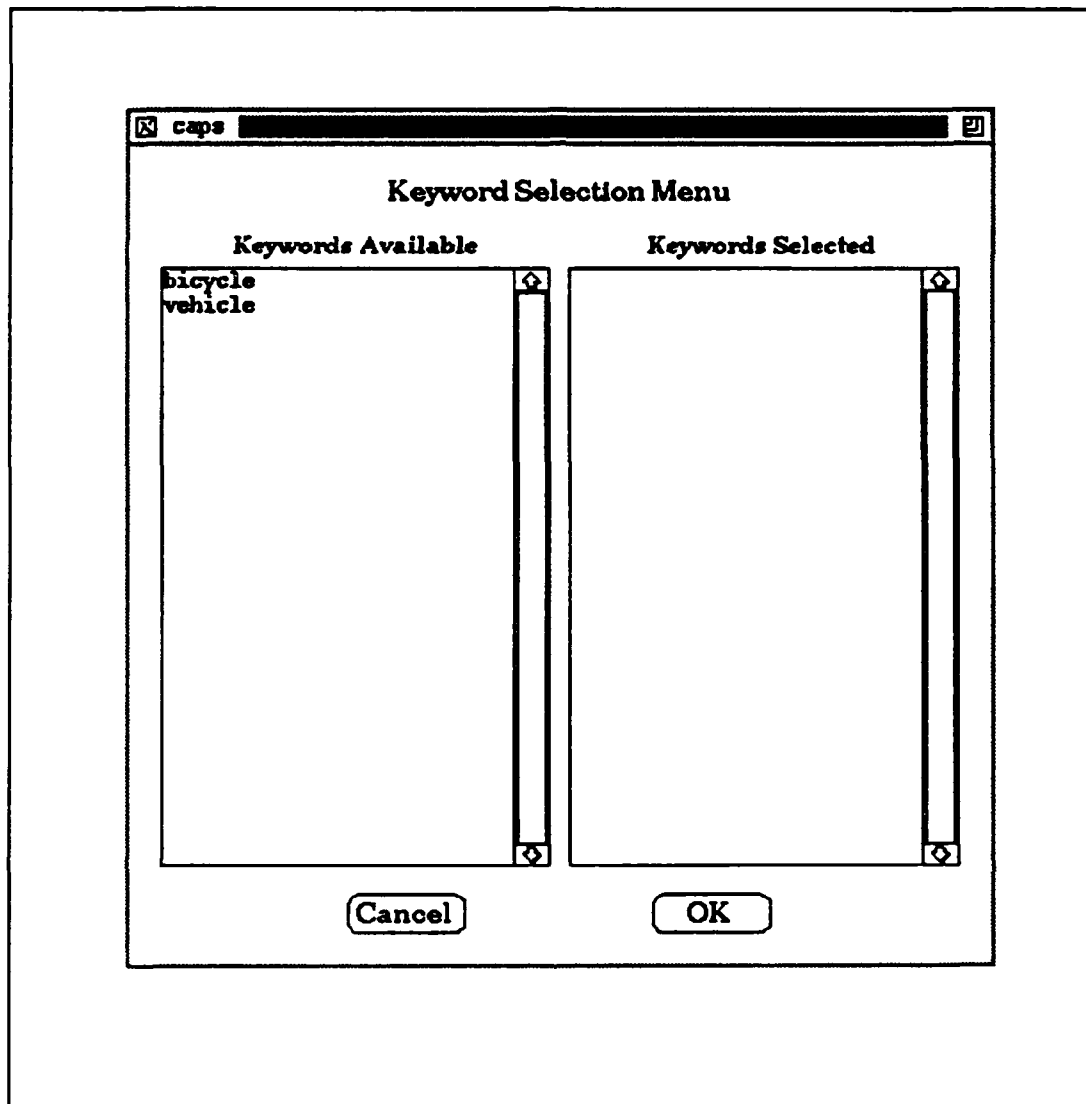 caps
Keyword Selection Menu
Keywords Available
Keywords Selected
bicycle
vehicle
Cancel
OK